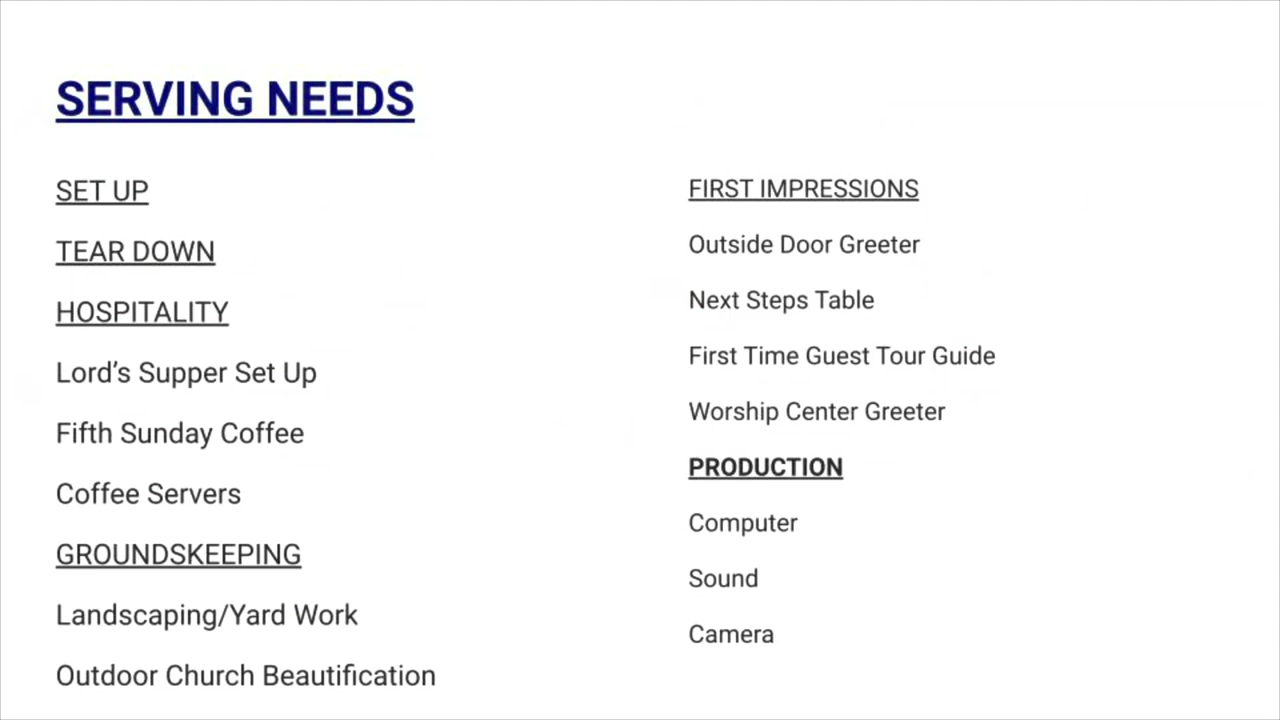 SERVING NEEDS
SET UP
TEAR DOWN
HOSPITALITY
Lord’s Supper Set Up
Fifth Sunday Coffee
Coffee Servers
GROUNDSKEEPING
Landscaping/Yard Work
Outdoor Church Beautification
FIRST IMPRESSIONS
Outside Door Greeter
Next Steps Table
First Time Guest Tour Guide
Worship Center Greeter
PRODUCTION
Computer
Sound
Camera